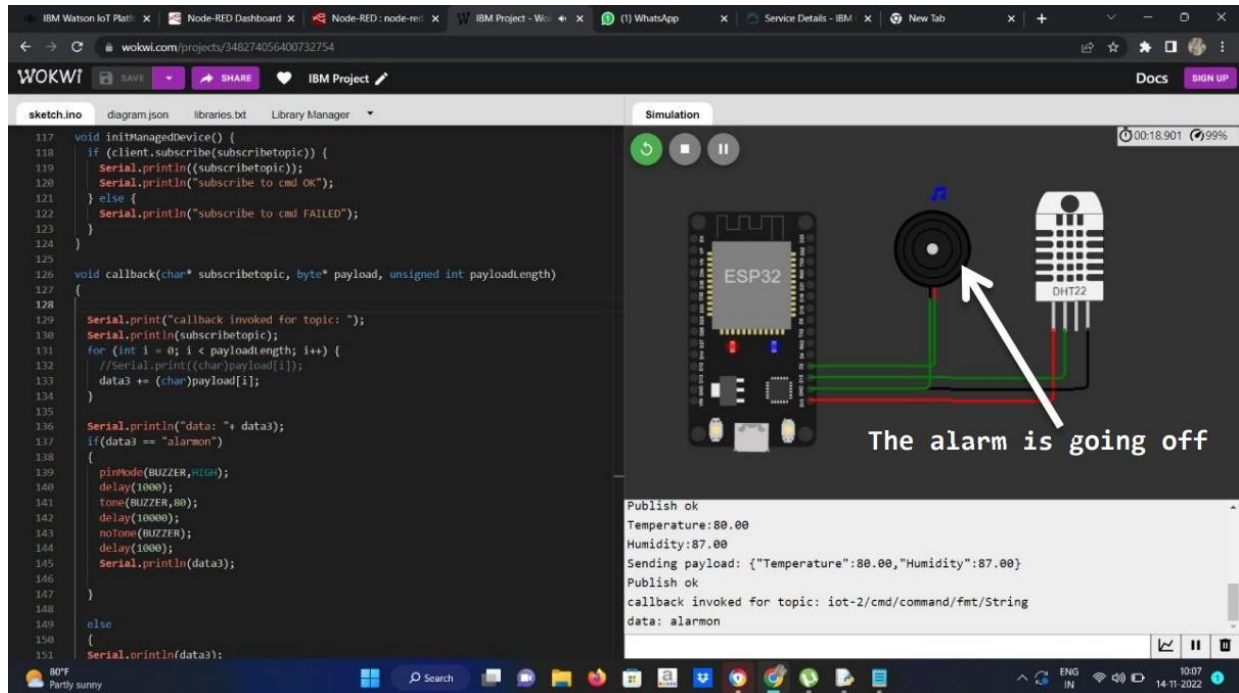 IBM Watson IoT Platf
Node-RED Dashboard
Node-RED : node-red
IBM Project - Wo
(1) WhatsApp
Service Details - IBM
New Tab
wokwi.com/projects/348274056400732754
WOKWI
SAVE
SHARE
IBM Project
Docs
SIGN UP
sketch.ino
diagram.json
libraries.txt
Library Manager
117 void initManagedDevice() {
118 if (client.subscribe(subscribetopic)) {
119 Serial.println((subscribetopic));
120 Serial.println("subscribe to cmd OK");
121 } else {
122 Serial.println("subscribe to cmd FAILED");
123 }
124 }
125
126 void callback(char* subscribetopic, byte* payload, unsigned int payloadLength)
127 {
128
129 Serial.print("callback invoked for topic: ");
130 Serial.println(subscribetopic);
131 for (int i = 0; i < payloadLength; i++) {
132 //Serial.print((char)payload[i]);
133 data3 += (char)payload[i];
134 }
135
136 Serial.println("data: "+ data3);
137 if(data3 == "alarmon")
138 {
139 pinMode(BUZZER,HIGH);
140 delay(1000);
141 tone(BUZZER,80);
142 delay(10000);
143 noTone(BUZZER);
144 delay(1000);
145 Serial.println(data3);
146
147 }
148
149 else
150 {
151 Serial.println(data3);
Simulation
00:18.901
99%
ESP32
DHT22
The alarm is going off
Publish ok
Temperature:80.00
Humidity:87.00
Sending payload: {"Temperature":80.00,"Humidity":87.00}
Publish ok
callback invoked for topic: iot-2/cmd/command/fmt/String
data: alarmon
80°F
Partly sunny
Search
ENG
IN
10:07
14-11-2022